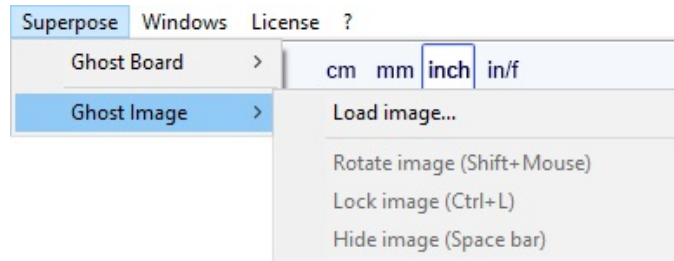 Superpose Windows License ?
Ghost Board >
cm mm inch in/f
Ghost Image >
Load image...
Rotate image (Shift+Mouse)
Lock image (Ctrl+L)
Hide image (Space bar)